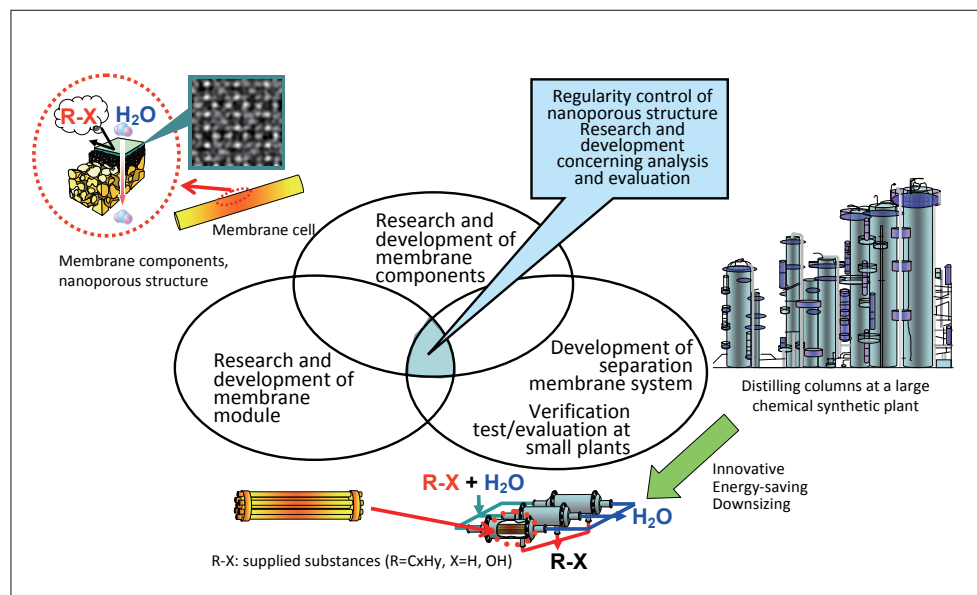 R-X H₂O
Membrane cell
Membrane components,
nanoporous structure
Regularity control of
nanoporous structure
Research and
development
concerning analysis
and evaluation
Research and
development of
membrane
components
Research and
development of
membrane
module
Development of
separation
membrane system
Verification
test/evaluation at
small plants
Distilling columns at a large
chemical synthetic plant
Innovative
Energy-saving
Downsizing
R-X + H₂O
H₂O
R-X
R-X: supplied substances (R=CxHy, X=H, OH)